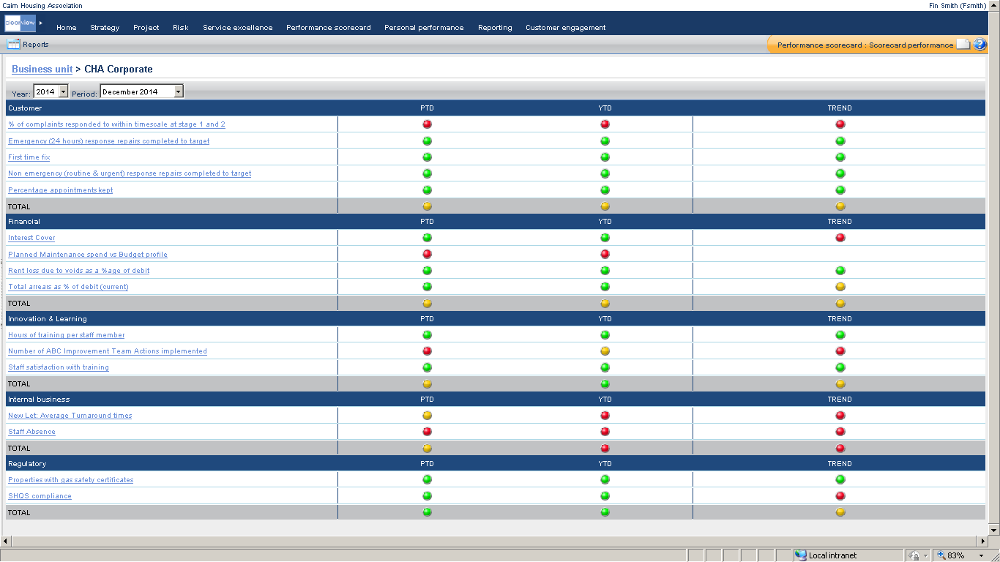 Cairn Housing Association Fin Smith (Fsmith)
clearview Home Strategy Project Risk Service excellence Performance scorecard Personal performance Reporting Customer engagement
Reports Performance scorecard : Scorecard performance ?
Business unit > CHA Corporate
Year: 2014 Period: December 2014
Customer PTD YTD TREND
% of complaints responded to within timescale at stage 1 and 2
Emergency (24 hours) response repairs completed to target
First time fix
Non emergency (routine & urgent) response repairs completed to target
Percentage appointments kept
TOTAL
Financial PTD YTD TREND
Interest Cover
Planned Maintenance spend vs Budget profile
Rent loss due to voids as a %age of debit
Total arrears as % of debit (current)
TOTAL
Innovation & Learning PTD YTD TREND
Hours of training per staff member
Number of ABC Improvement Team Actions implemented
Staff satisfaction with training
TOTAL
Internal business PTD YTD TREND
New Let: Average Turnaround times
Staff Absence
TOTAL
Regulatory PTD YTD TREND
Properties with gas safety certificates
SHQS compliance
TOTAL
Local intranet 83%